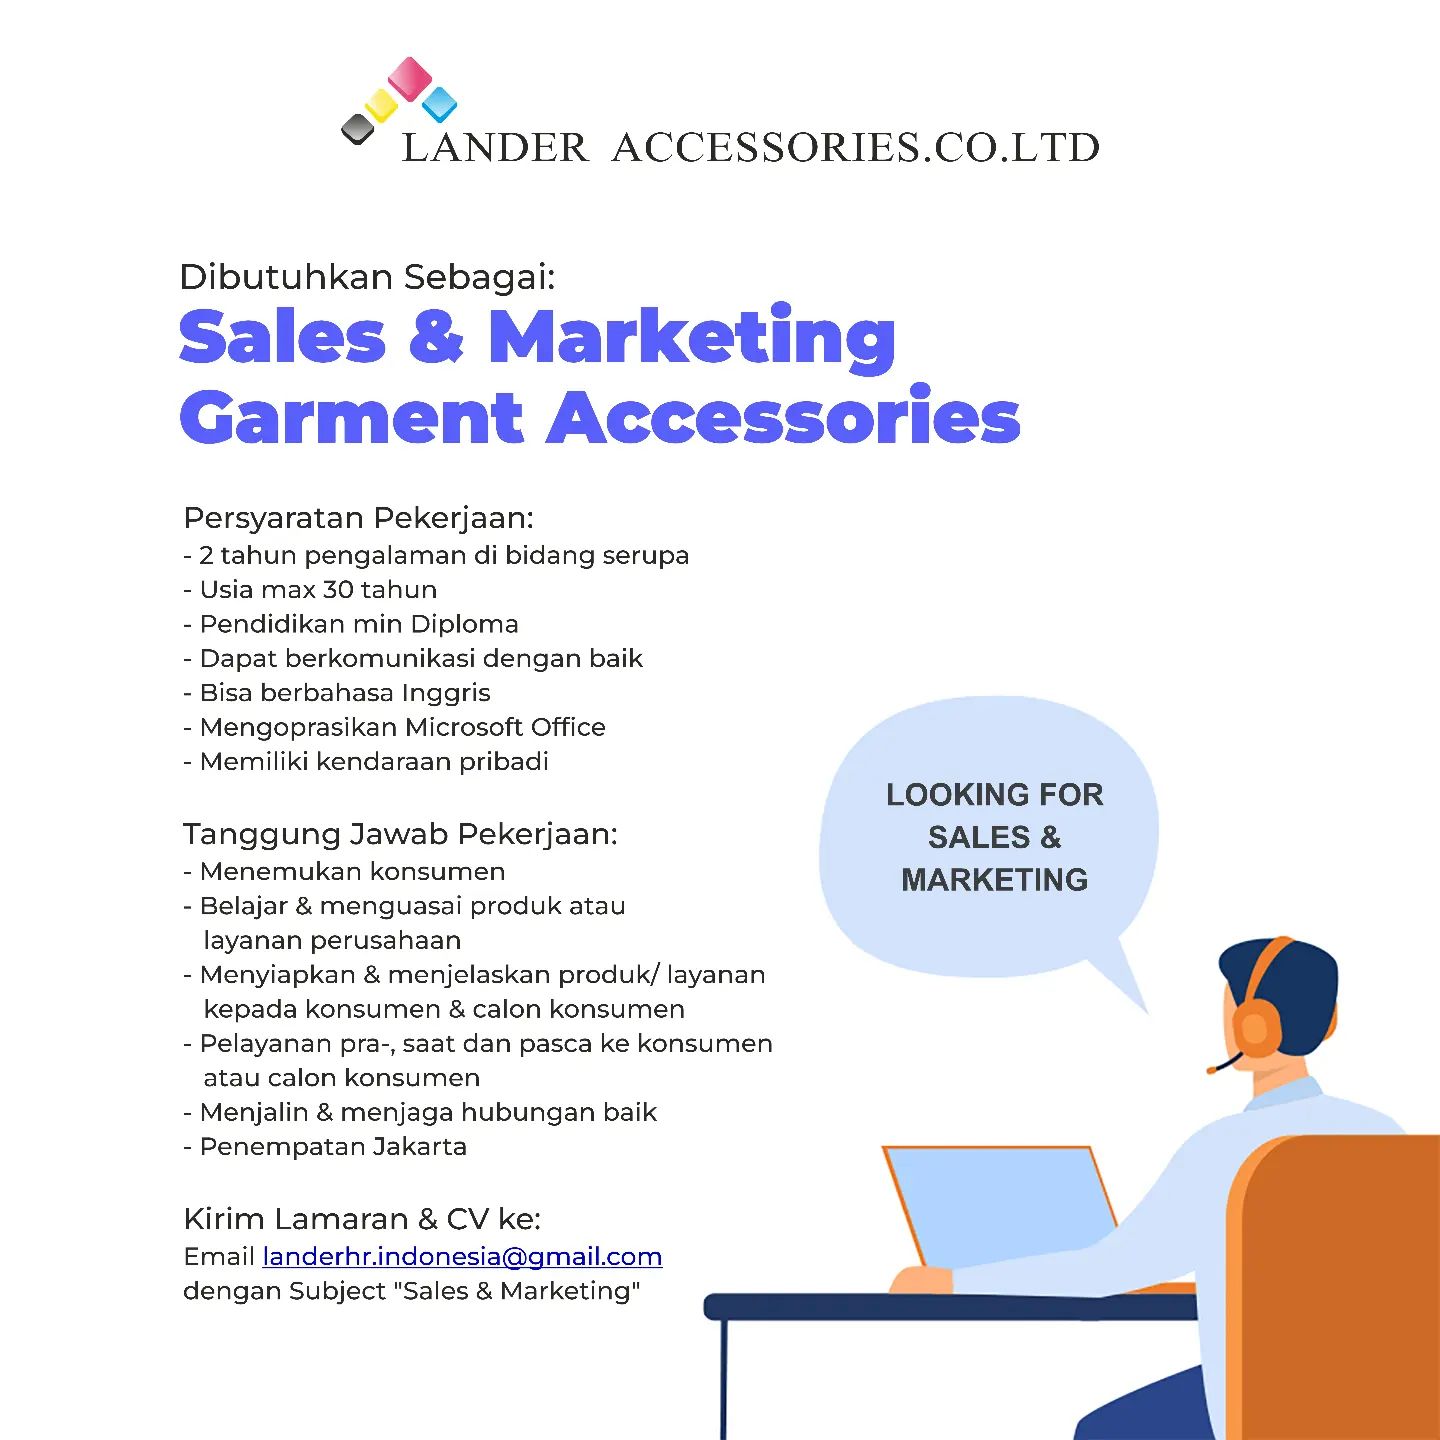 LANDER ACCESSORIES.CO.LTD
Dibutuhkan Sebagai:
Sales & Marketing
Garment Accessories
Persyaratan Pekerjaan:
- 2 tahun pengalaman di bidang serupa
- Usia max 30 tahun
- Pendidikan min Diploma
- Dapat berkomunikasi dengan baik
- Bisa berbahasa Inggris
- Mengoprasikan Microsoft Office
- Memiliki kendaraan pribadi
Tanggung Jawab Pekerjaan:
- Menemukan konsumen
- Belajar & menguasai produk atau
layanan perusahaan
- Menyiapkan & menjelaskan produk/ layanan
kepada konsumen & calon konsumen
- Pelayanan pra-, saat dan pasca ke konsumen
atau calon konsumen
- Menjalin & menjaga hubungan baik
- Penempatan Jakarta
Kirim Lamaran & CV ke:
Email landerhr.indonesia@gmail.com
dengan Subject "Sales & Marketing"
LOOKING FOR
SALES &
MARKETING